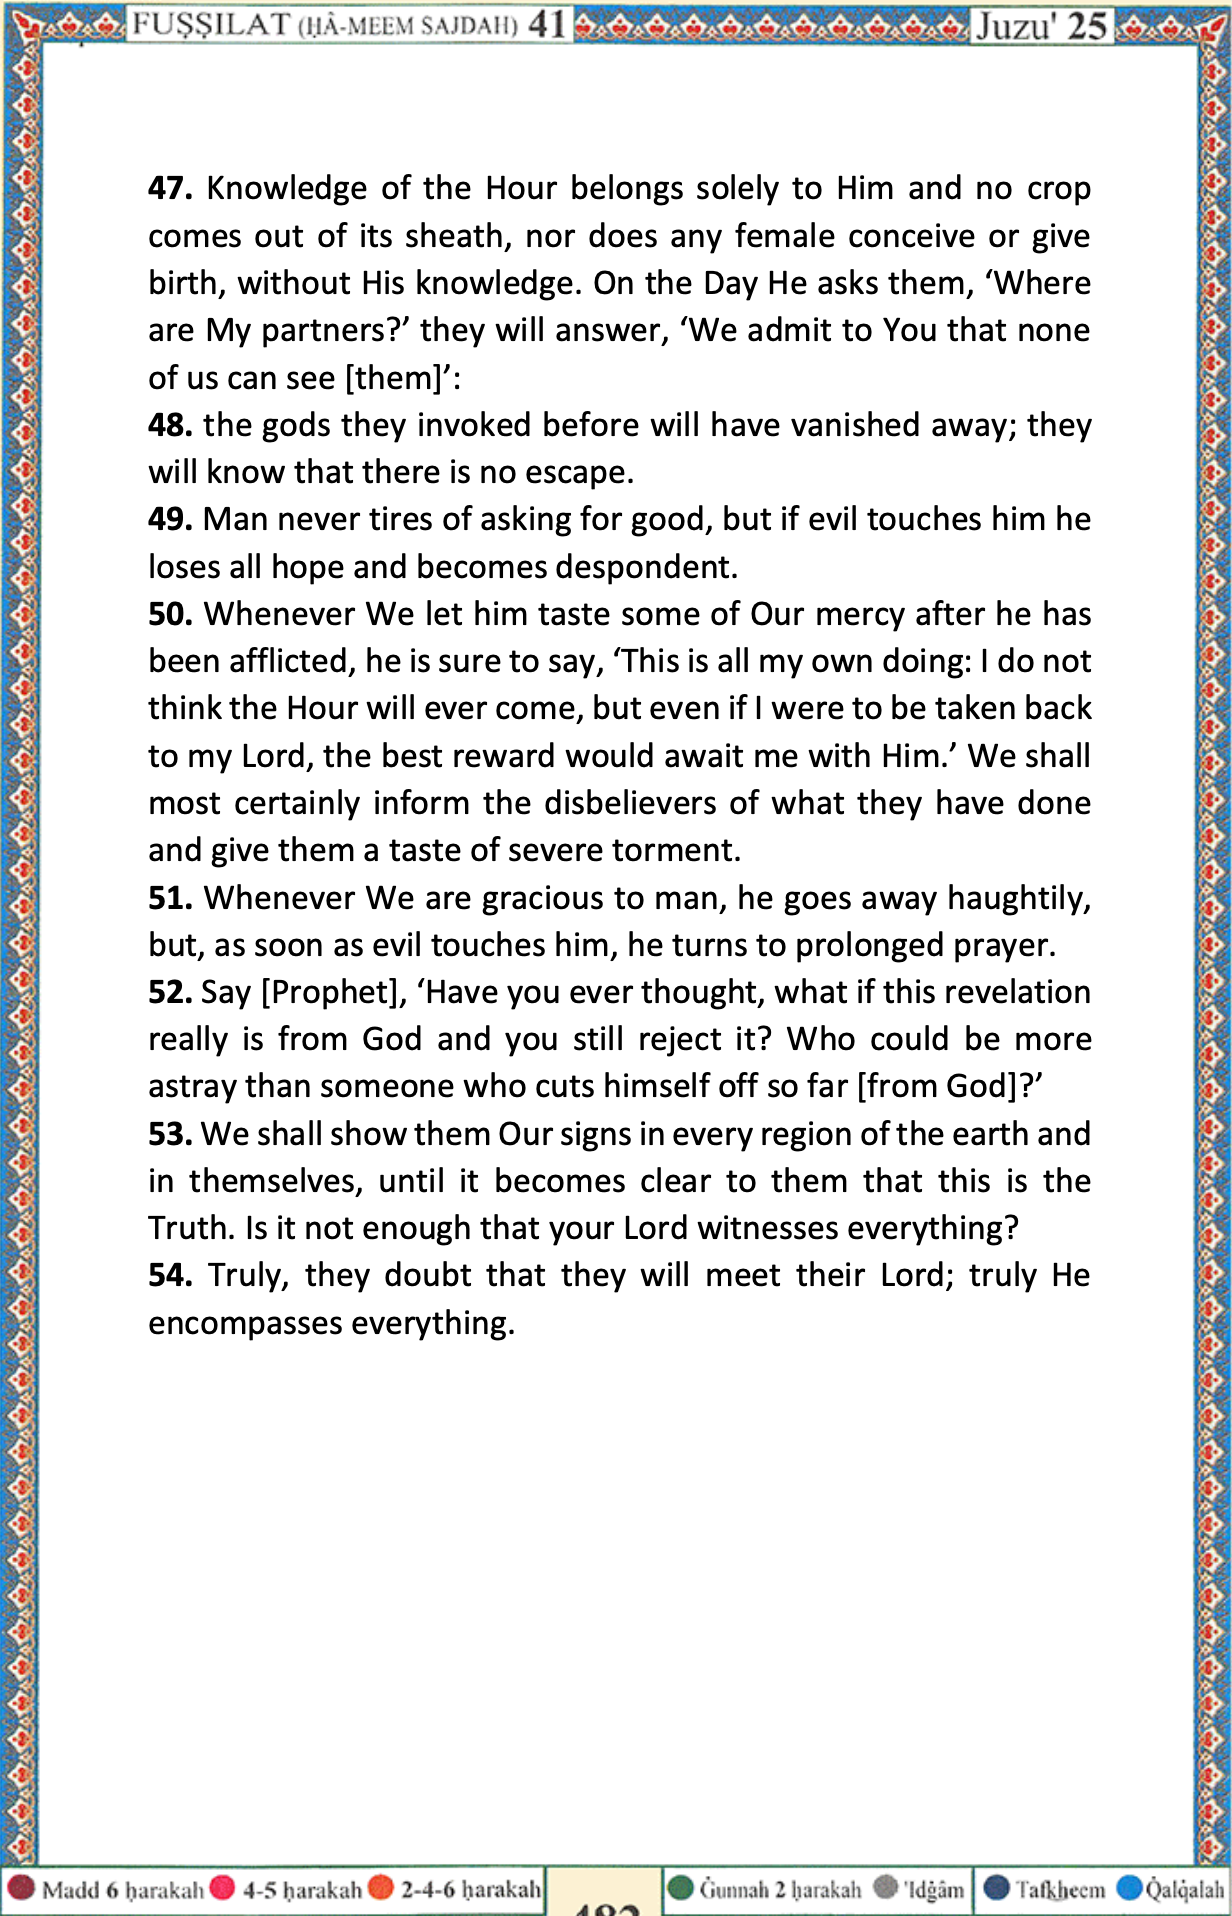 FUṢṢILAT (ḤÂ-MEEM SAJDAH) 41 Juzu' 25
47. Knowledge of the Hour belongs solely to Him and no crop
comes out of its sheath, nor does any female conceive or give
birth, without His knowledge. On the Day He asks them, ‘Where
are My partners?’ they will answer, ‘We admit to You that none
of us can see [them]’:
48. the gods they invoked before will have vanished away; they
will know that there is no escape.
49. Man never tires of asking for good, but if evil touches him he
loses all hope and becomes despondent.
50. Whenever We let him taste some of Our mercy after he has
been afflicted, he is sure to say, ‘This is all my own doing: I do not
think the Hour will ever come, but even if I were to be taken back
to my Lord, the best reward would await me with Him.’ We shall
most certainly inform the disbelievers of what they have done
and give them a taste of severe torment.
51. Whenever We are gracious to man, he goes away haughtily,
but, as soon as evil touches him, he turns to prolonged prayer.
52. Say [Prophet], ‘Have you ever thought, what if this revelation
really is from God and you still reject it? Who could be more
astray than someone who cuts himself off so far [from God]?’
53. We shall show them Our signs in every region of the earth and
in themselves, until it becomes clear to them that this is the
Truth. Is it not enough that your Lord witnesses everything?
54. Truly, they doubt that they will meet their Lord; truly He
encompasses everything.
Madd 6 ḥarakah 4-5 ḥarakah 2-4-6 ḥarakah 482 Ġunnah 2 ḥarakah 'Idġâm Tafkheem Q̇alq̇alah